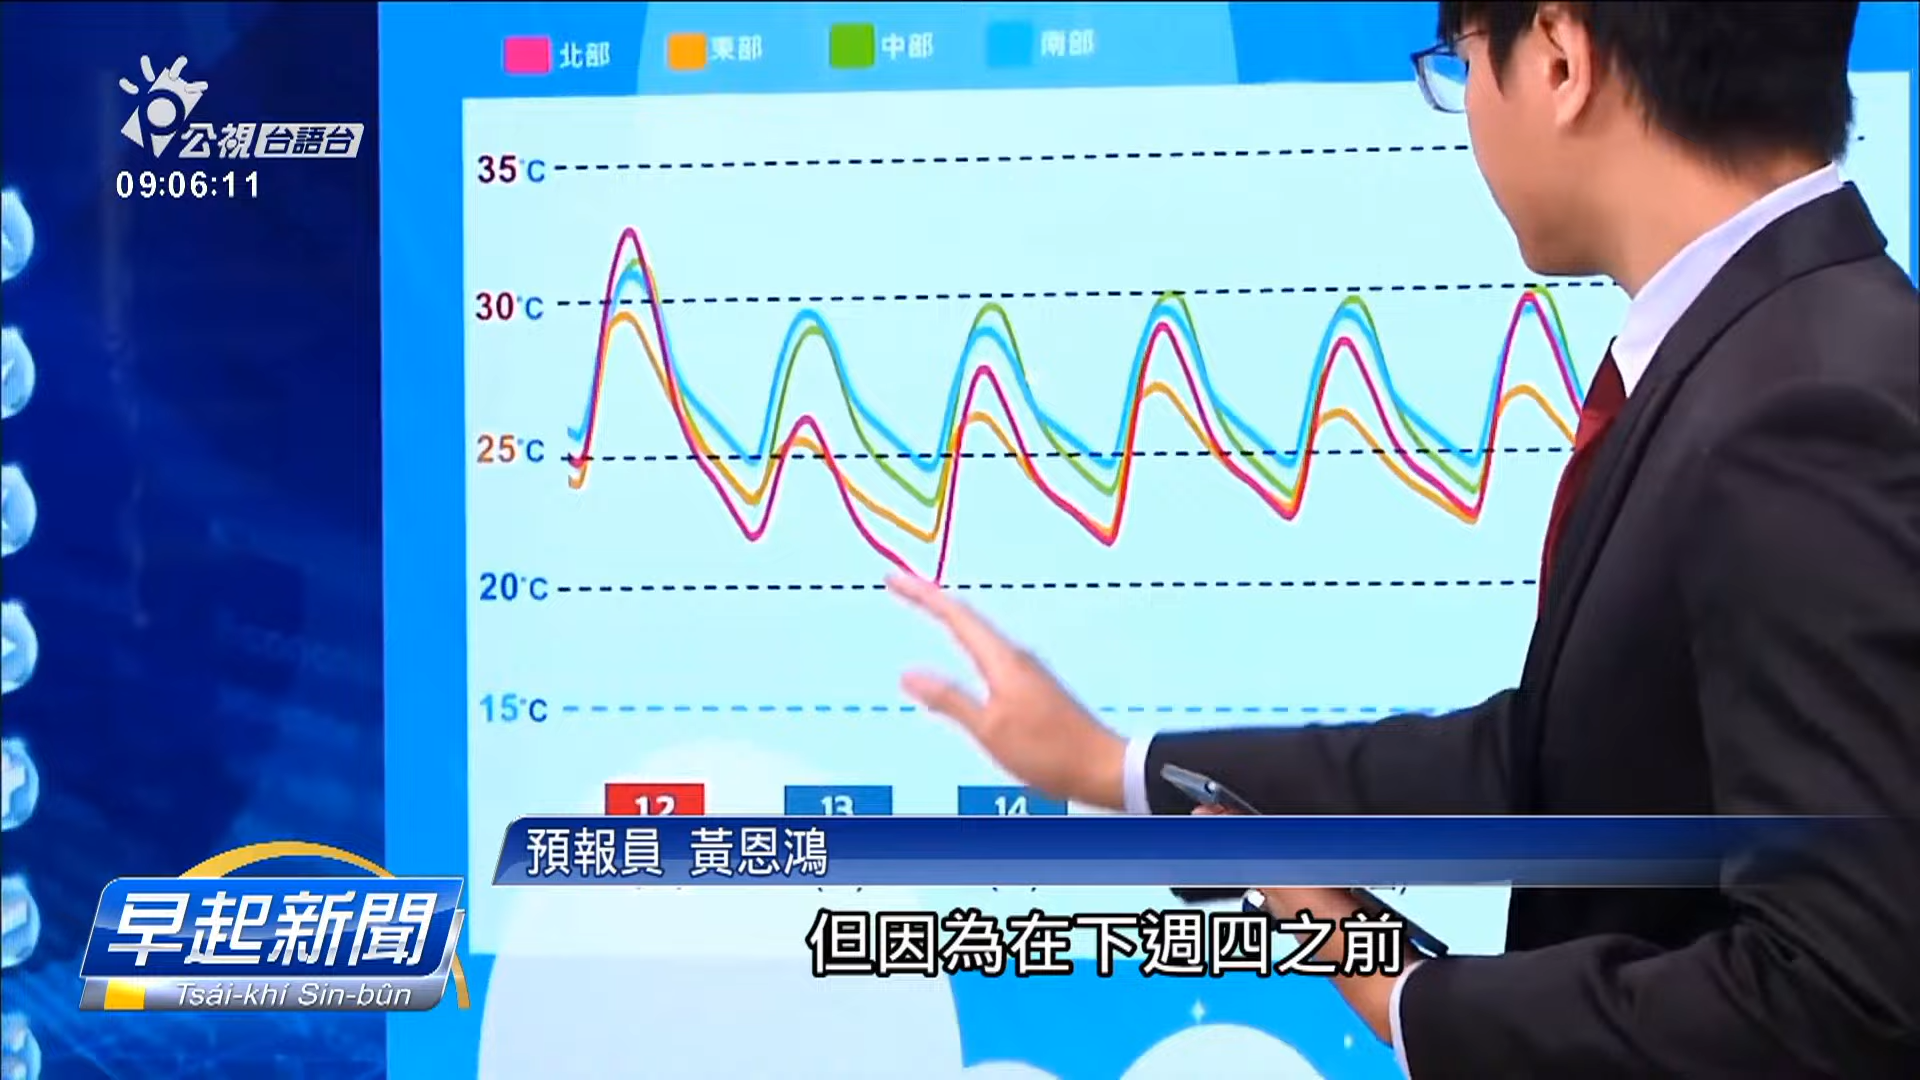 北部 東部 中部 南部
公視台語台
09:06:11
35°C
30°C
25°C
20°C
15°C
12 13 14
預報員 黃恩鴻
早起新聞
Tsái-khí Sin-bûn
但因為在下週四之前